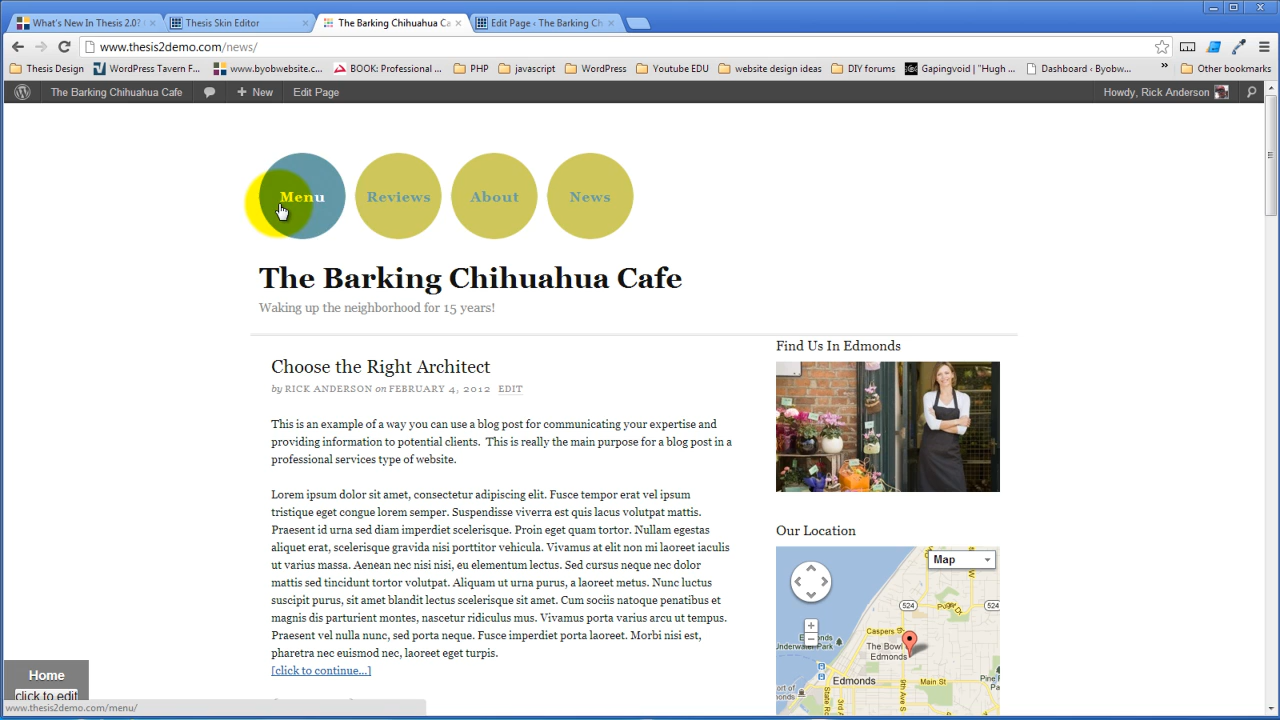 What's New In Thesis 2.0?
Thesis Skin Editor
The Barking Chihuahua Ca
Edit Page ‹ The Barking Ch
www.thesis2demo.com/news/
Thesis Design
WordPress Tavern F...
www.byobwebsite.c...
BOOK: Professional ...
PHP
javascript
WordPress
Youtube EDU
website design ideas
DIY forums
Gapingvoid | "Hugh ...
Dashboard ‹ Byobw...
»
Other bookmarks
The Barking Chihuahua Cafe
+ New
Edit Page
Howdy, Rick Anderson
Menu
Reviews
About
News
The Barking Chihuahua Cafe
Waking up the neighborhood for 15 years!
Choose the Right Architect
by RICK ANDERSON on FEBRUARY 4, 2012 EDIT
This is an example of a way you can use a blog post for communicating your expertise and
providing information to potential clients. This is really the main purpose for a blog post in a
professional services type of website.
Lorem ipsum dolor sit amet, consectetur adipiscing elit. Fusce tempor erat vel ipsum
tristique eget congue lorem semper. Suspendisse viverra est quis lacus volutpat mattis.
Praesent id urna sed diam imperdiet scelerisque. Proin eget quam tortor. Nullam egestas
aliquet erat, scelerisque gravida nisi porttitor vehicula. Vivamus at elit non mi laoreet iaculis
ut varius massa. Aenean nec nisi nisi, eu elementum lectus. Sed cursus neque nec dolor
mattis sed tincidunt tortor volutpat. Aliquam ut urna purus, a laoreet metus. Nunc luctus
suscipit purus, sit amet blandit lectus scelerisque sit amet. Cum sociis natoque penatibus et
magnis dis parturient montes, nascetur ridiculus mus. Vivamus porta varius arcu ut tempus.
Praesent vel nulla nunc, sed porta neque. Fusce imperdiet porta laoreet. Morbi nisi est,
pharetra nec euismod nec, laoreet eget turpis.
[click to continue...]
Find Us In Edmonds
Our Location
Map
524
524
Caspers St
The Bowl
Edmonds
Edmonds
Main St
9th Ave S
Home
click to edit
www.thesis2demo.com/menu/